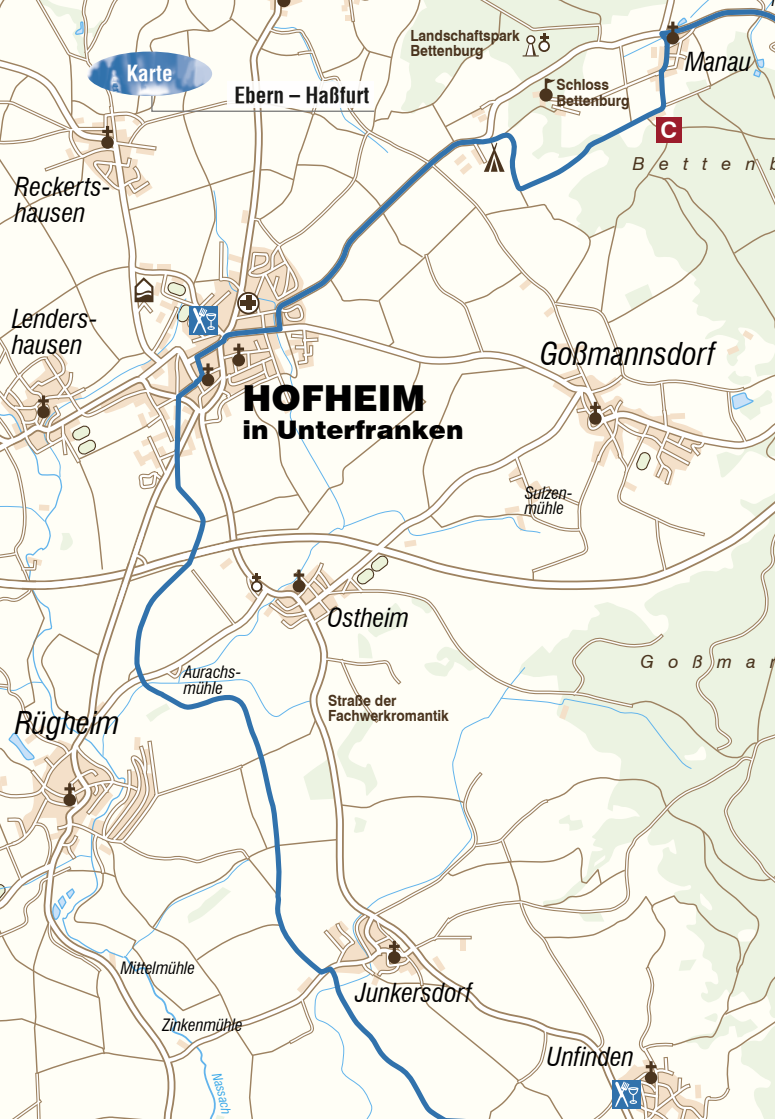 Landschaftspark
Bettenburg
Manau
Karte
Ebern – Haßfurt
Schloss
Bettenburg
C
Reckerts-
hausen
Lenders-
hausen
Goßmannsdorf
HOFHEIM
in Unterfranken
Sulzen-
mühle
Ostheim
Aurachs-
mühle
Straße der
Fachwerkromantik
Rügheim
Mittelmühle
Junkersdorf
Zinkenmühle
Unfinden
Nassach